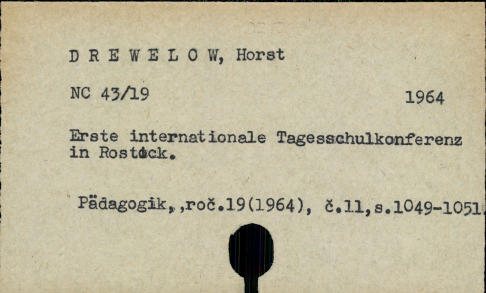 D R E W E L O W, Horst
NC 43/19 1964
Erste internationale Tagesschulkonferenz
in Rostock.
Pädagogik,,roč.19(1964), č.11,s.1049-1051.